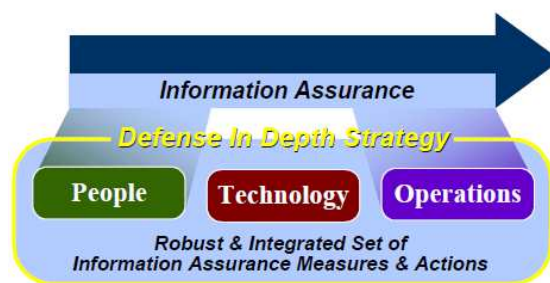 Information Assurance
Defense In Depth Strategy
People Technology Operations
Robust & Integrated Set of
Information Assurance Measures & Actions